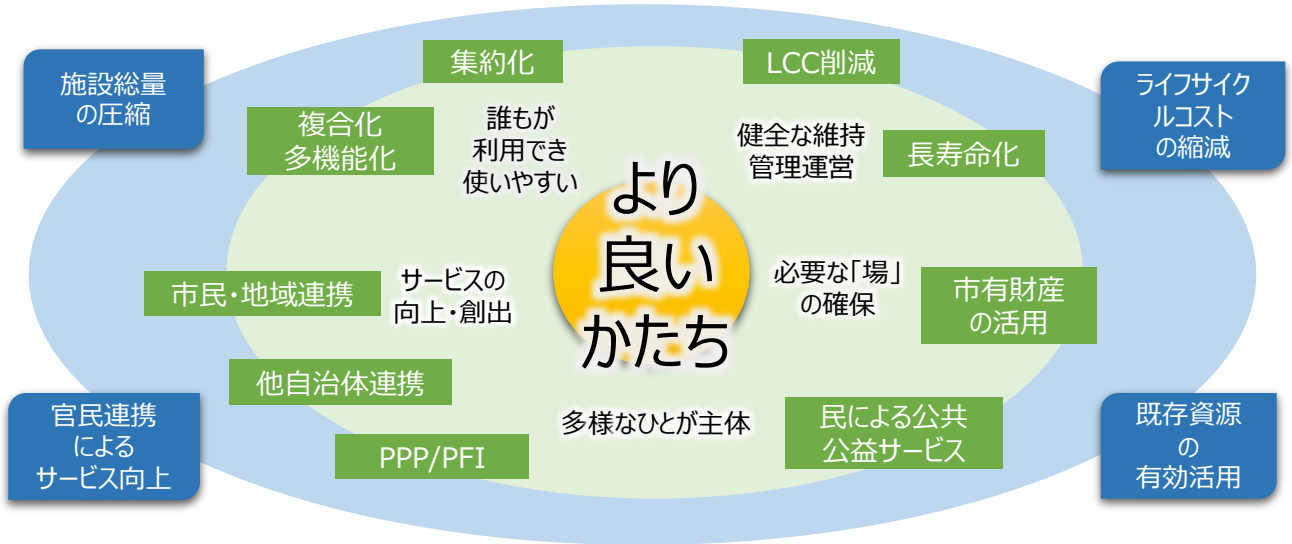 集約化
LCC削減
施設総量
の圧縮
ライフサイク
ルコスト
の縮減
複合化
多機能化
誰もが
利用でき
使いやすい
健全な維持
管理運営
長寿命化
より
良い
かたち
市民・地域連携
サービスの
向上・創出
必要な「場」
の確保
市有財産
の活用
他自治体連携
多様なひとが主体
民による公共
公益サービス
PPP/PFI
官民連携
による
サービス向上
既存資源
の
有効活用